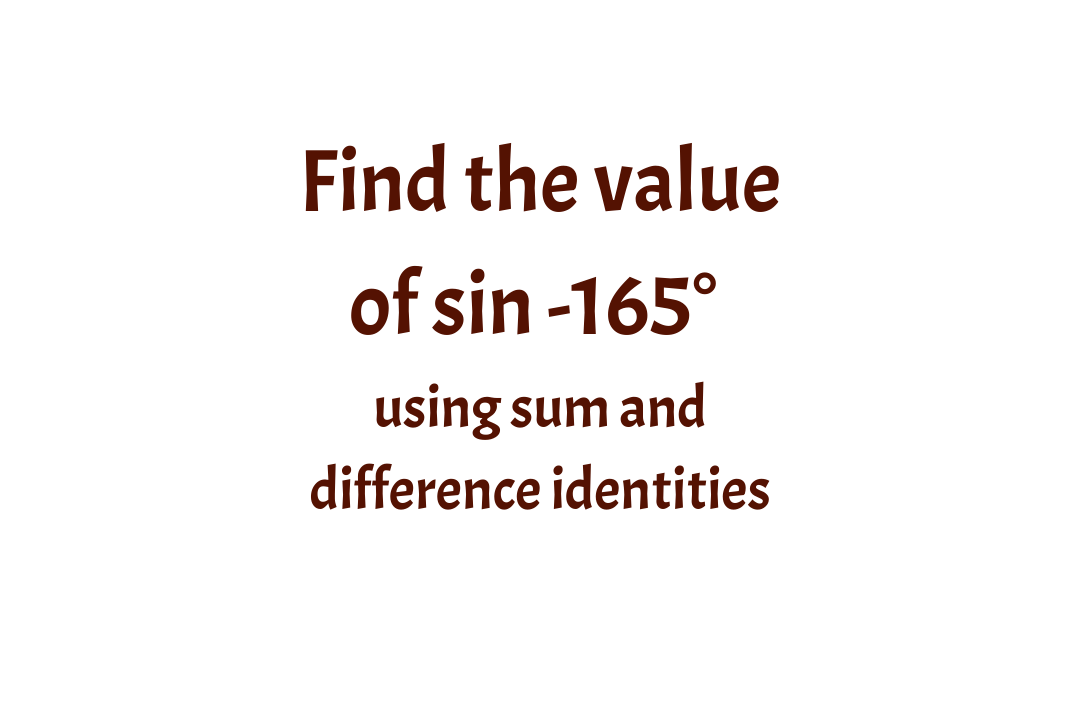 Find the value
of sin -165°
using sum and
difference identities